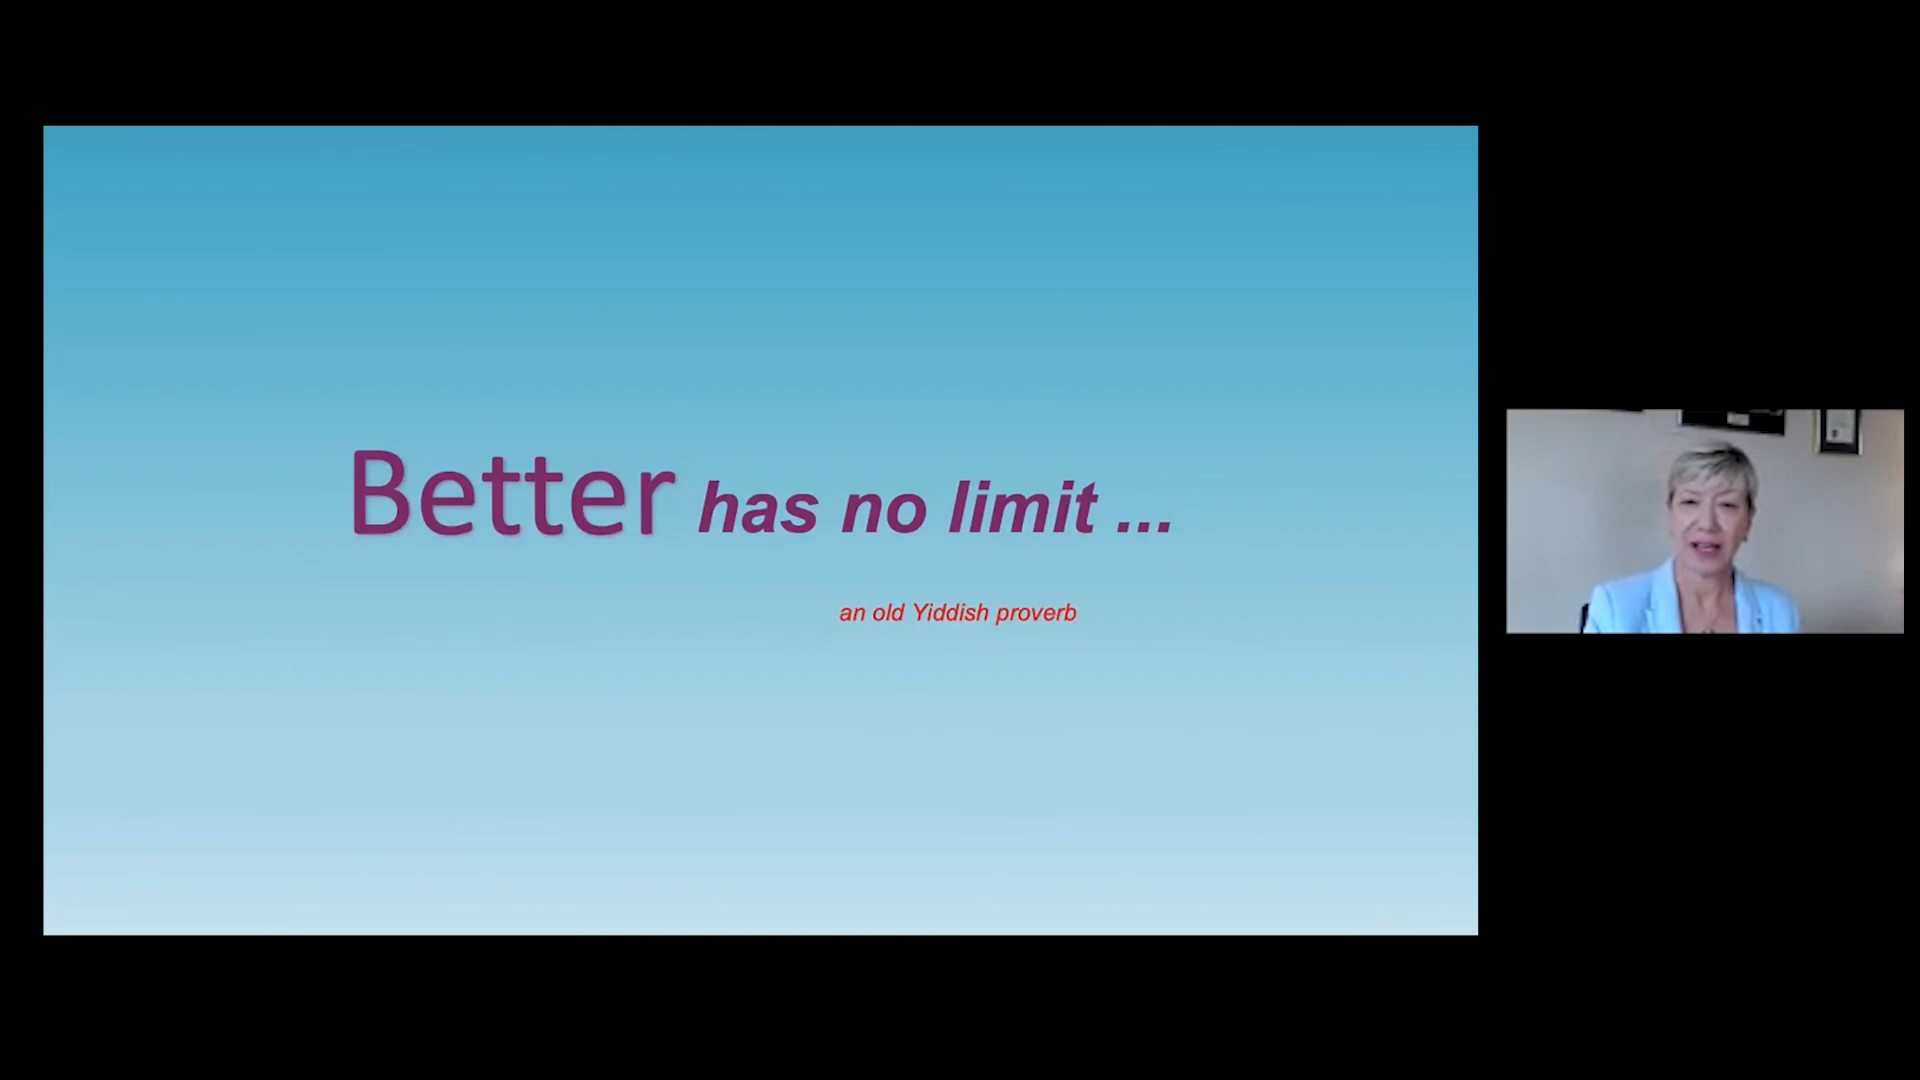 Better has no limit ...
an old Yiddish proverb